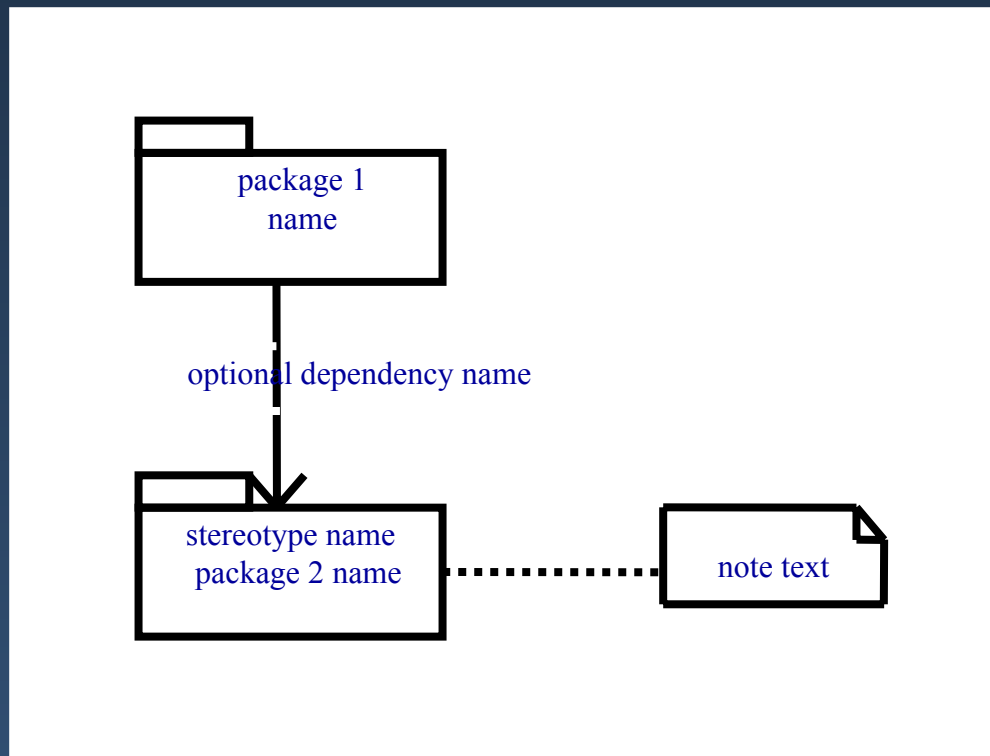 package 1
name
optional dependency name
stereotype name
package 2 name
note text